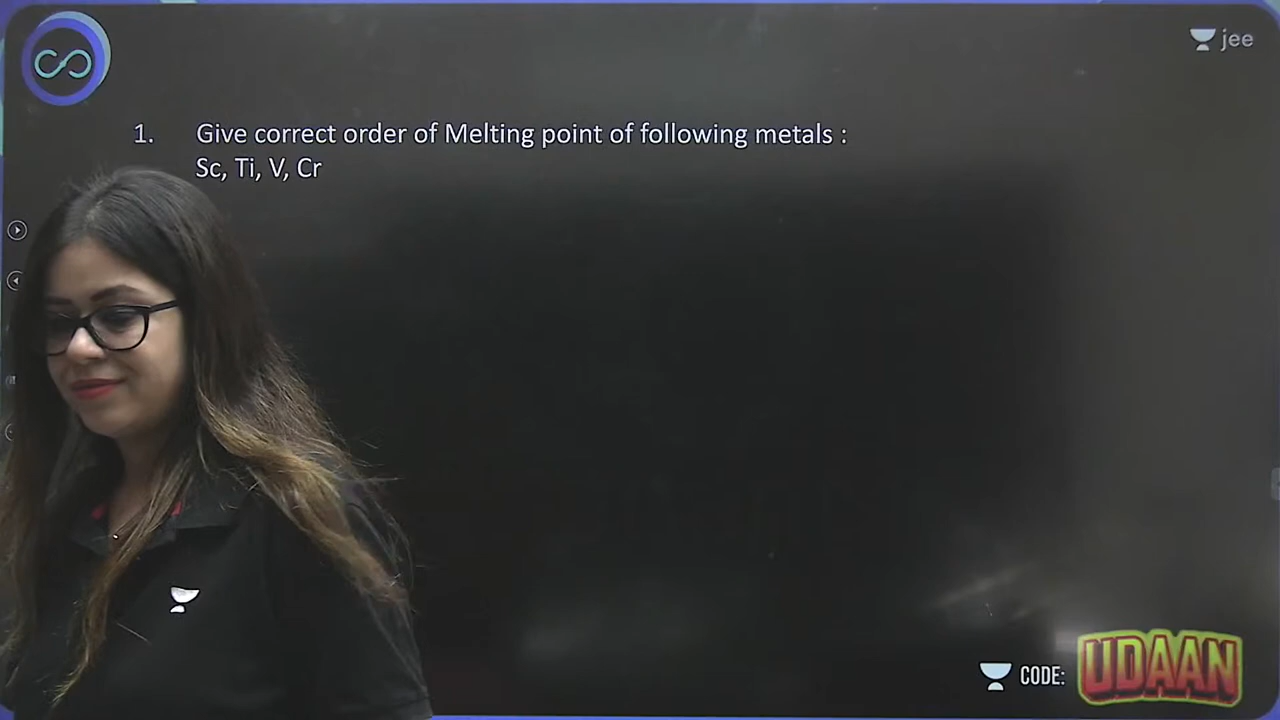 jee
1. Give correct order of Melting point of following metals :
Sc, Ti, V, Cr
CODE: UDAAN